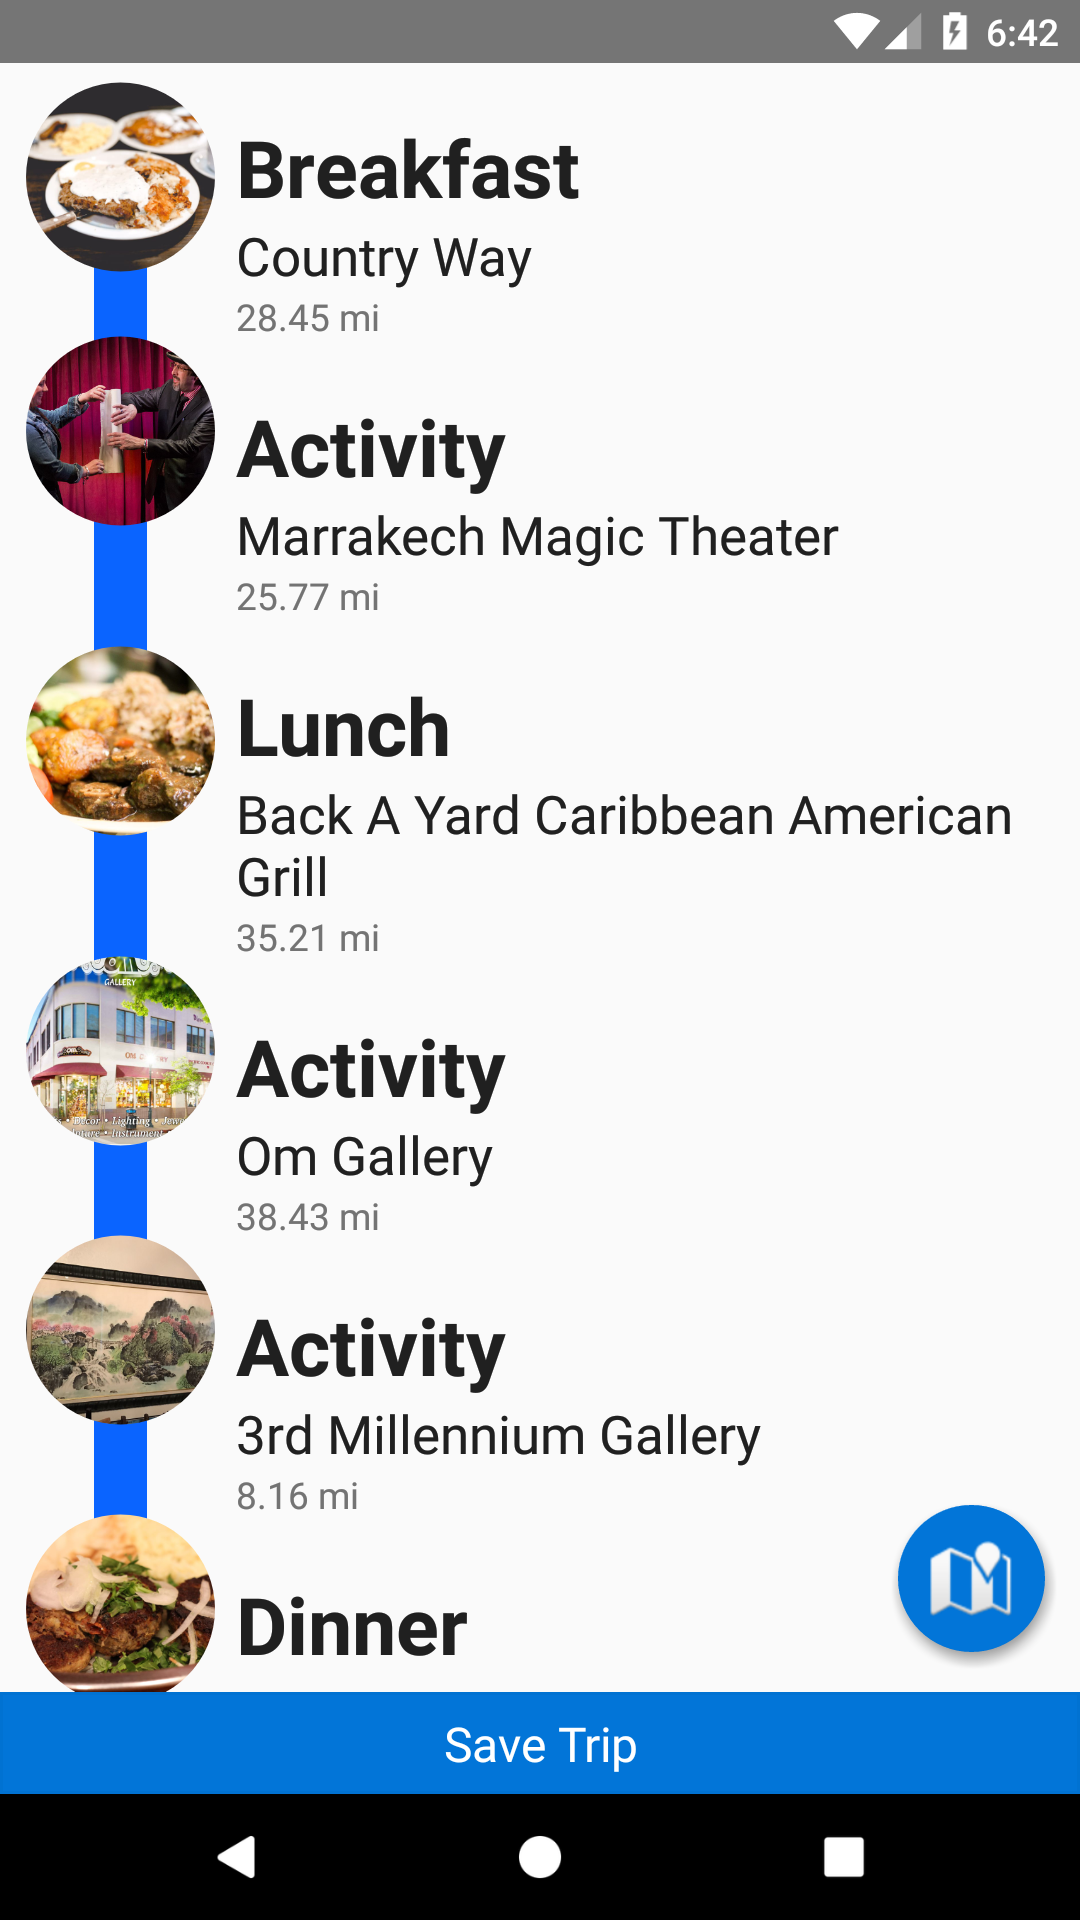 6:42
Breakfast
Country Way
28.45 mi
Activity
Marrakech Magic Theater
25.77 mi
Lunch
Back A Yard Caribbean American
Grill
35.21 mi
GALLERY
Decor • Lighting •
Activity
Om Gallery
38.43 mi
Activity
3rd Millennium Gallery
8.16 mi
Dinner
Save Trip